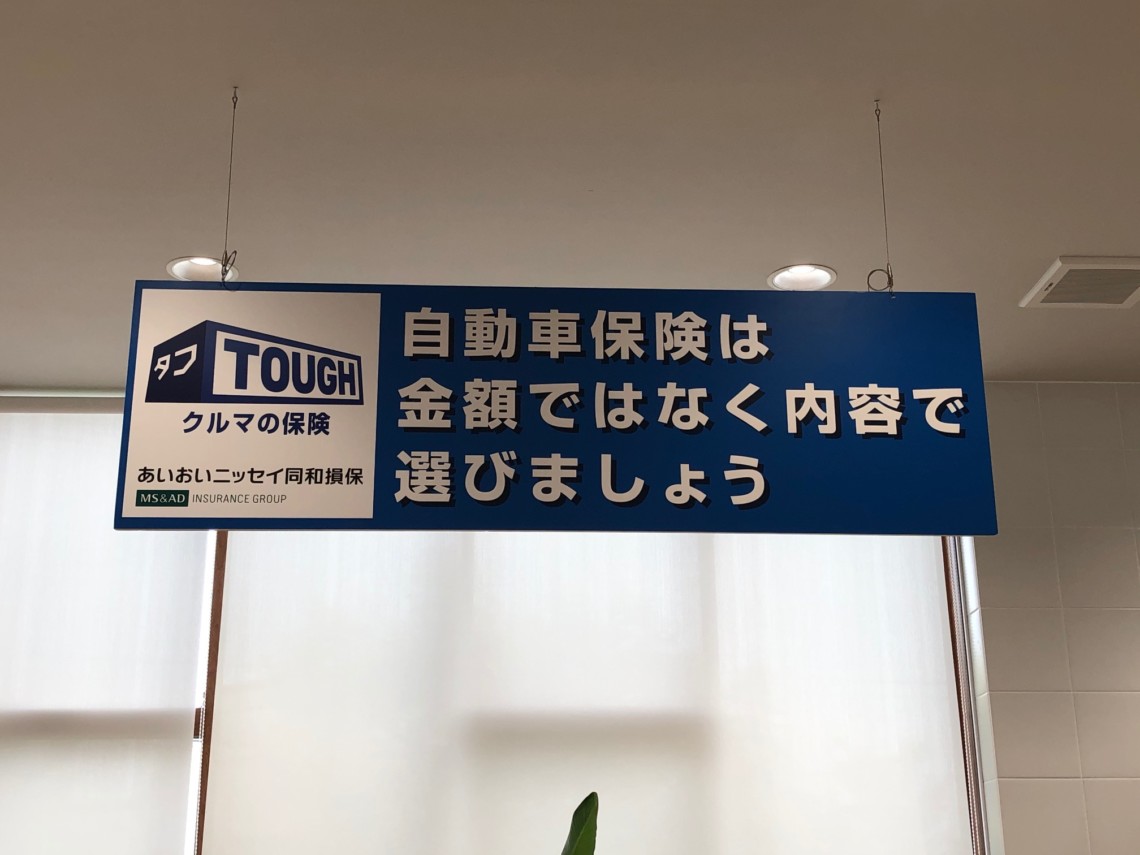 タフ TOUGH
クルマの保険
あいおいニッセイ同和損保
MS&AD INSURANCE GROUP
自動車保険は
金額ではなく内容で
選びましょう